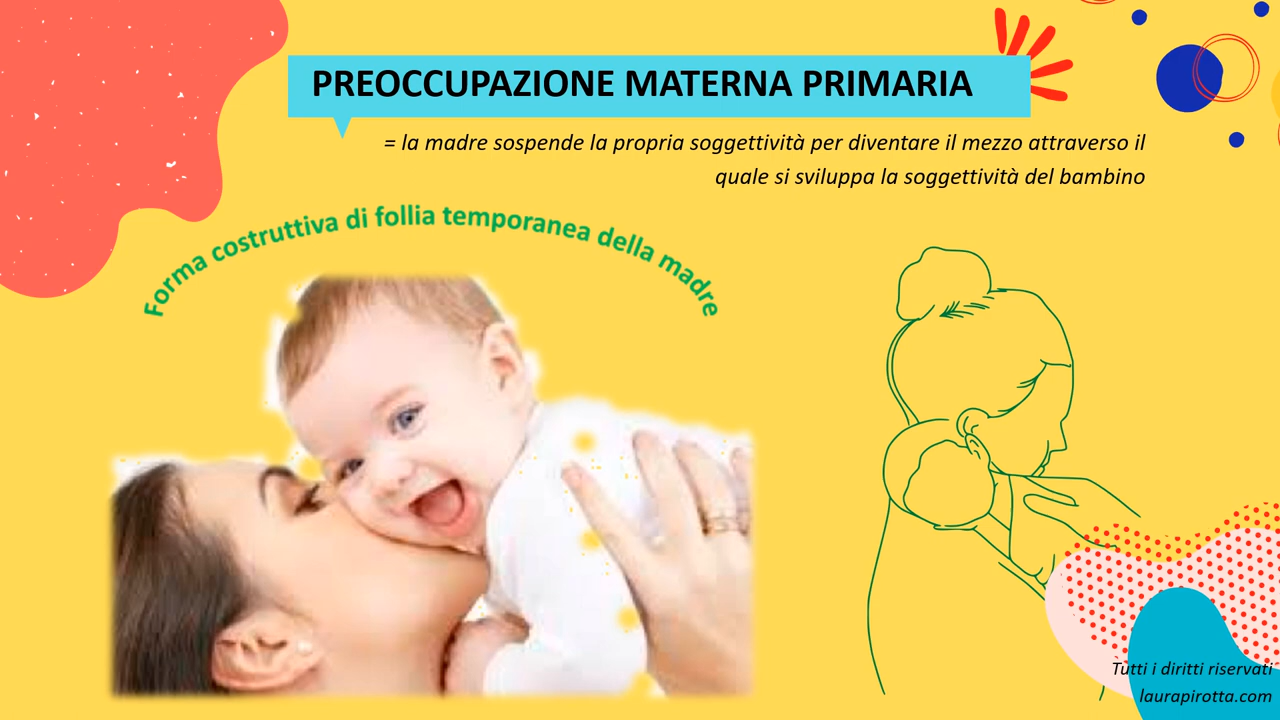 PREOCCUPAZIONE MATERNA PRIMARIA
= la madre sospende la propria soggettività per diventare il mezzo attraverso il
quale si sviluppa la soggettività del bambino
Forma costruttiva di follia temporanea della madre
Tutti i diritti riservati
laurapirotta.com